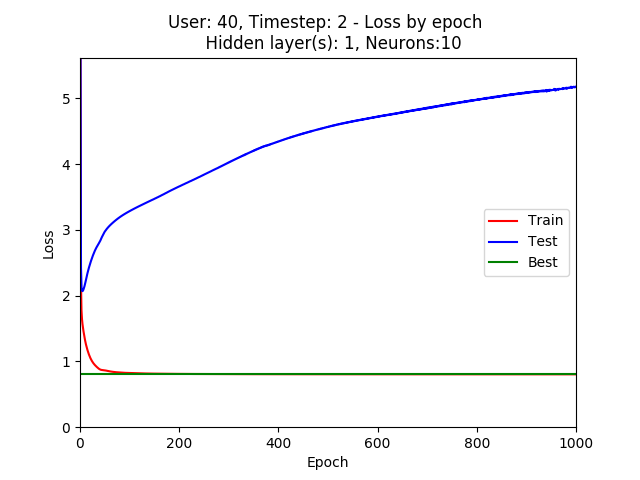 User: 40, Timestep: 2 - Loss by epoch
Hidden layer(s): 1, Neurons:10
5
4
3
2
1
0
Loss
Train
Test
Best
0
200
400
600
800
1000
Epoch